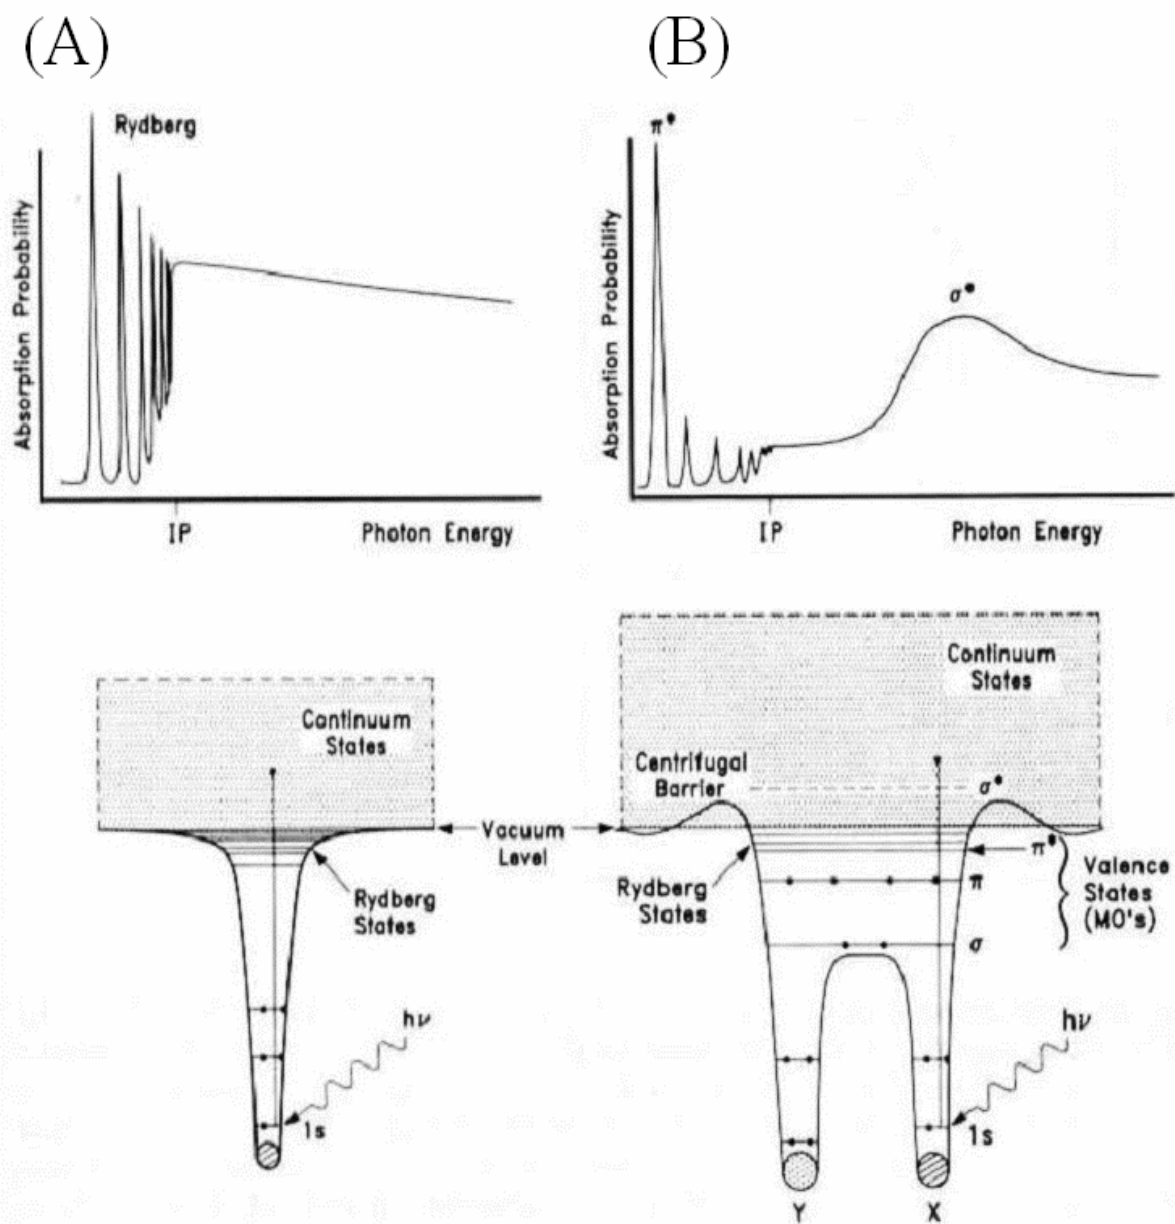 (A)
(B)
Rydberg
Absorption Probability
IP
Photon Energy
π*
σ*
Absorption Probability
IP
Photon Energy
Continuum
States
Vacuum
Level
Rydberg
States
hν
1s
Continuum
States
Centrifugal
Barrier
σ*
π*
Rydberg
States
π
σ
Valence
States
(MO's)
hν
1s
Y
X